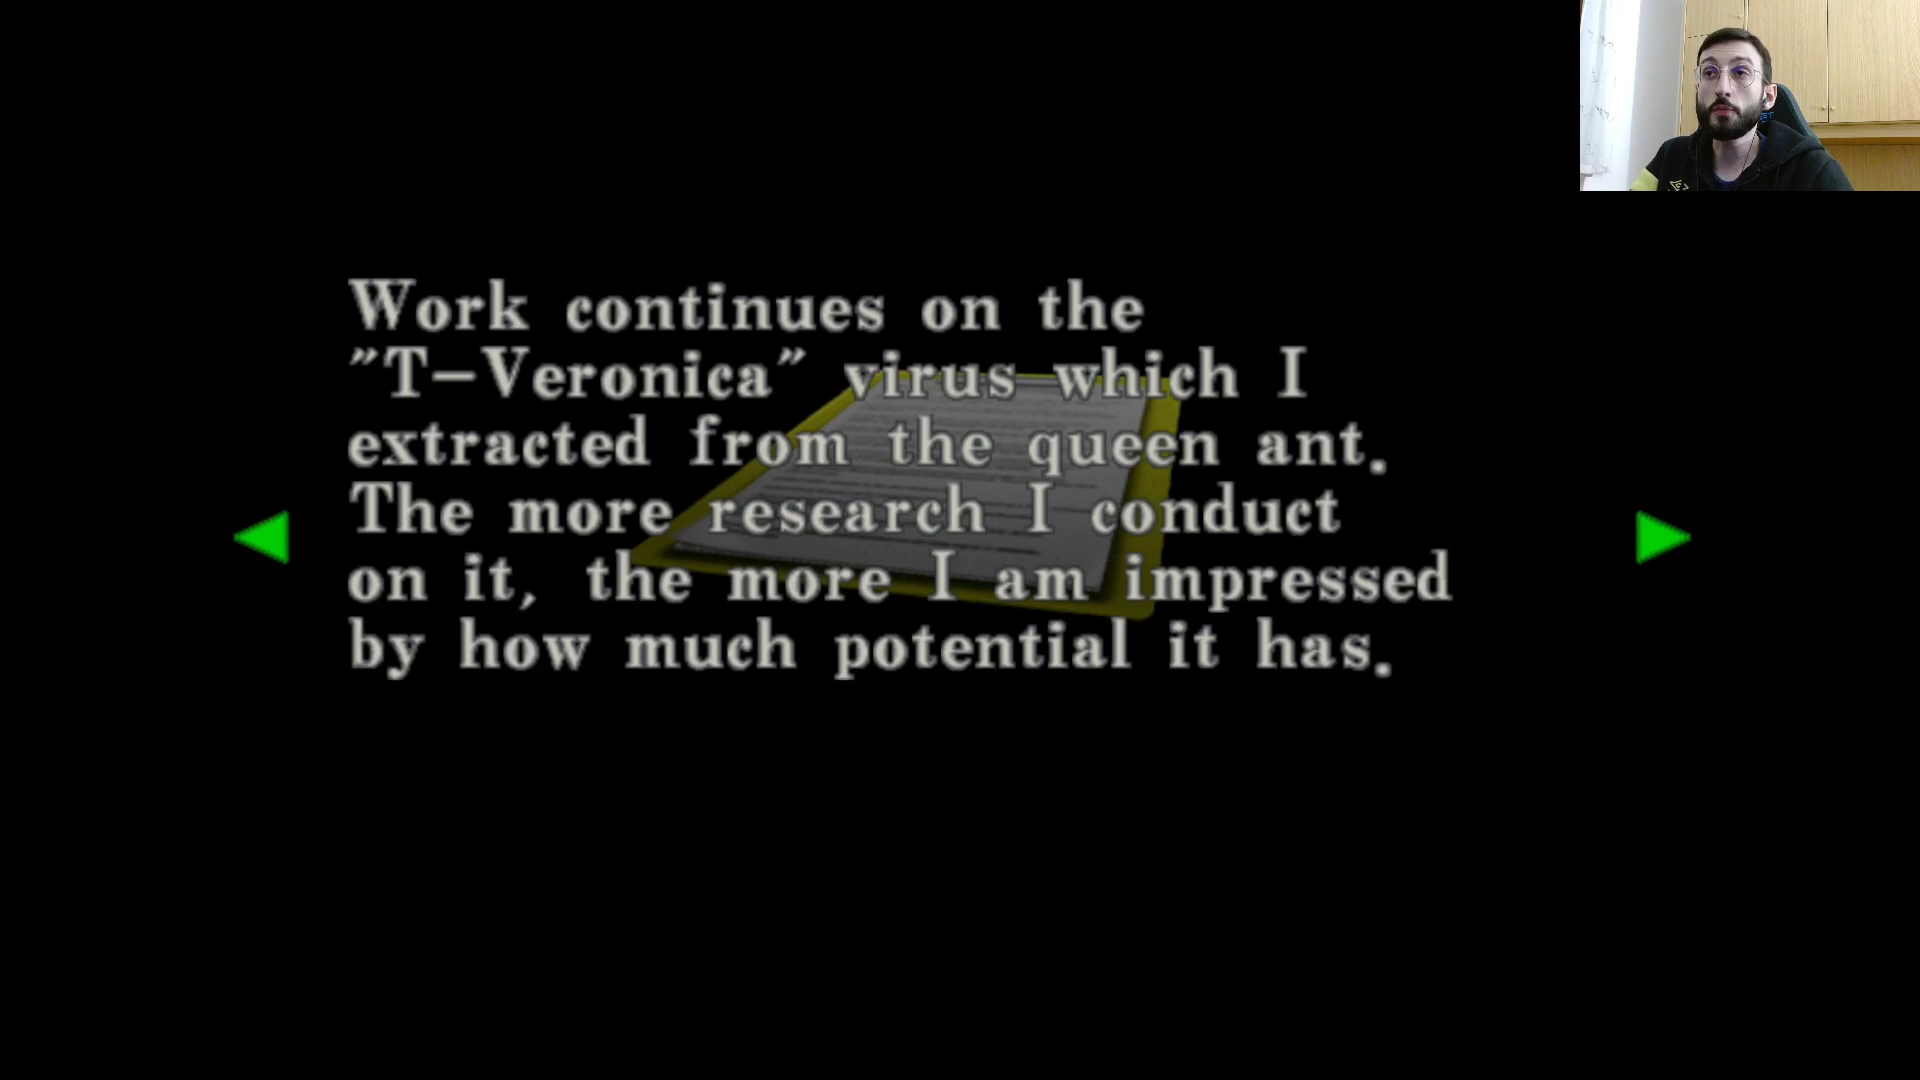 Work continues on the
"T-Veronica" virus which I
extracted from the queen ant.
The more research I conduct
on it, the more I am impressed
by how much potential it has.